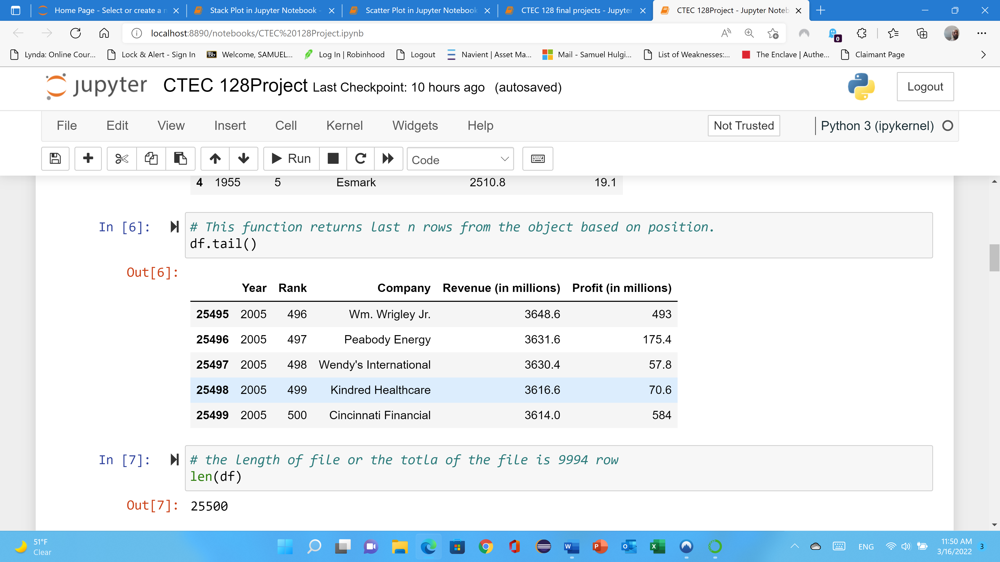 Home Page - Select or create a n
Stack Plot in Jupyter Notebook -
Scatter Plot in Jupyter Notebook
CTEC 128 final projects - Jupyter
CTEC 128Project - Jupyter Noteb
localhost:8890/notebooks/CTEC%20128Project.ipynb
0
Lynda: Online Cour...
Lock & Alert - Sign In
Bb Welcome, SAMUEL...
Log In | Robinhood
Logout
Navient | Asset Ma...
Mail - Samuel Hulgi...
List of Weaknesses:...
The Enclave | Authe...
Claimant Page
jupyter CTEC 128Project Last Checkpoint: 10 hours ago (autosaved)
Logout
File Edit View Insert Cell Kernel Widgets Help
Not Trusted
Python 3 (ipykernel)
Run
Code
4 1955 5 Esmark 2510.8 19.1
In [6]: # This function returns last n rows from the object based on position.
df.tail()
Out[6]:
Year Rank Company Revenue (in millions) Profit (in millions)
25495 2005 496 Wm. Wrigley Jr. 3648.6 493
25496 2005 497 Peabody Energy 3631.6 175.4
25497 2005 498 Wendy's International 3630.4 57.8
25498 2005 499 Kindred Healthcare 3616.6 70.6
25499 2005 500 Cincinnati Financial 3614.0 584
In [7]: # the length of file or the totla of the file is 9994 row
len(df)
Out[7]: 25500
51°F
Clear
W
P
O
X
ENG
11:50 AM
3/16/2022
3